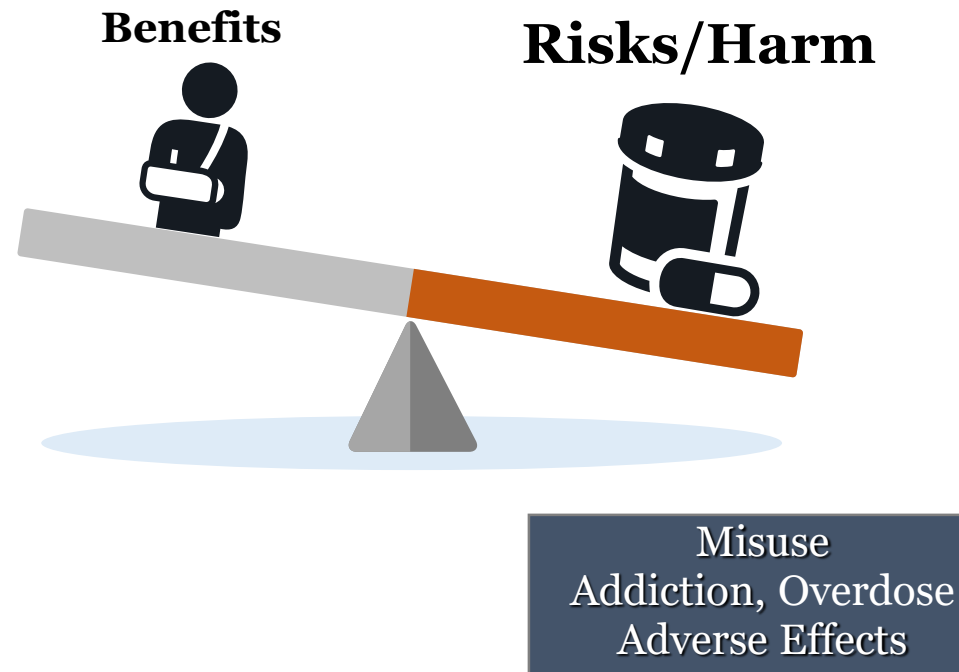 Benefits
Risks/Harm
Misuse
Addiction, Overdose
Adverse Effects